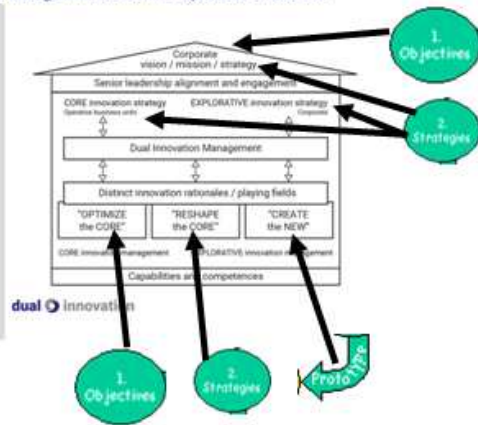 Corporate
vision / mission / strategy
1.
Objectives
Senior leadership alignment and engagement
CORE innovation strategy
Operative business units
EXPLORATIVE innovation strategy
Corporate
2.
Strategies
Dual Innovation Management
Distinct innovation rationales / playing fields
"OPTIMIZE
the CORE"
"RESHAPE
the CORE"
"CREATE
the NEW"
CORE innovation management
EXPLORATIVE innovation management
Capabilities and competences
dual innovation
1.
Objectives
2.
Strategies
Prototype